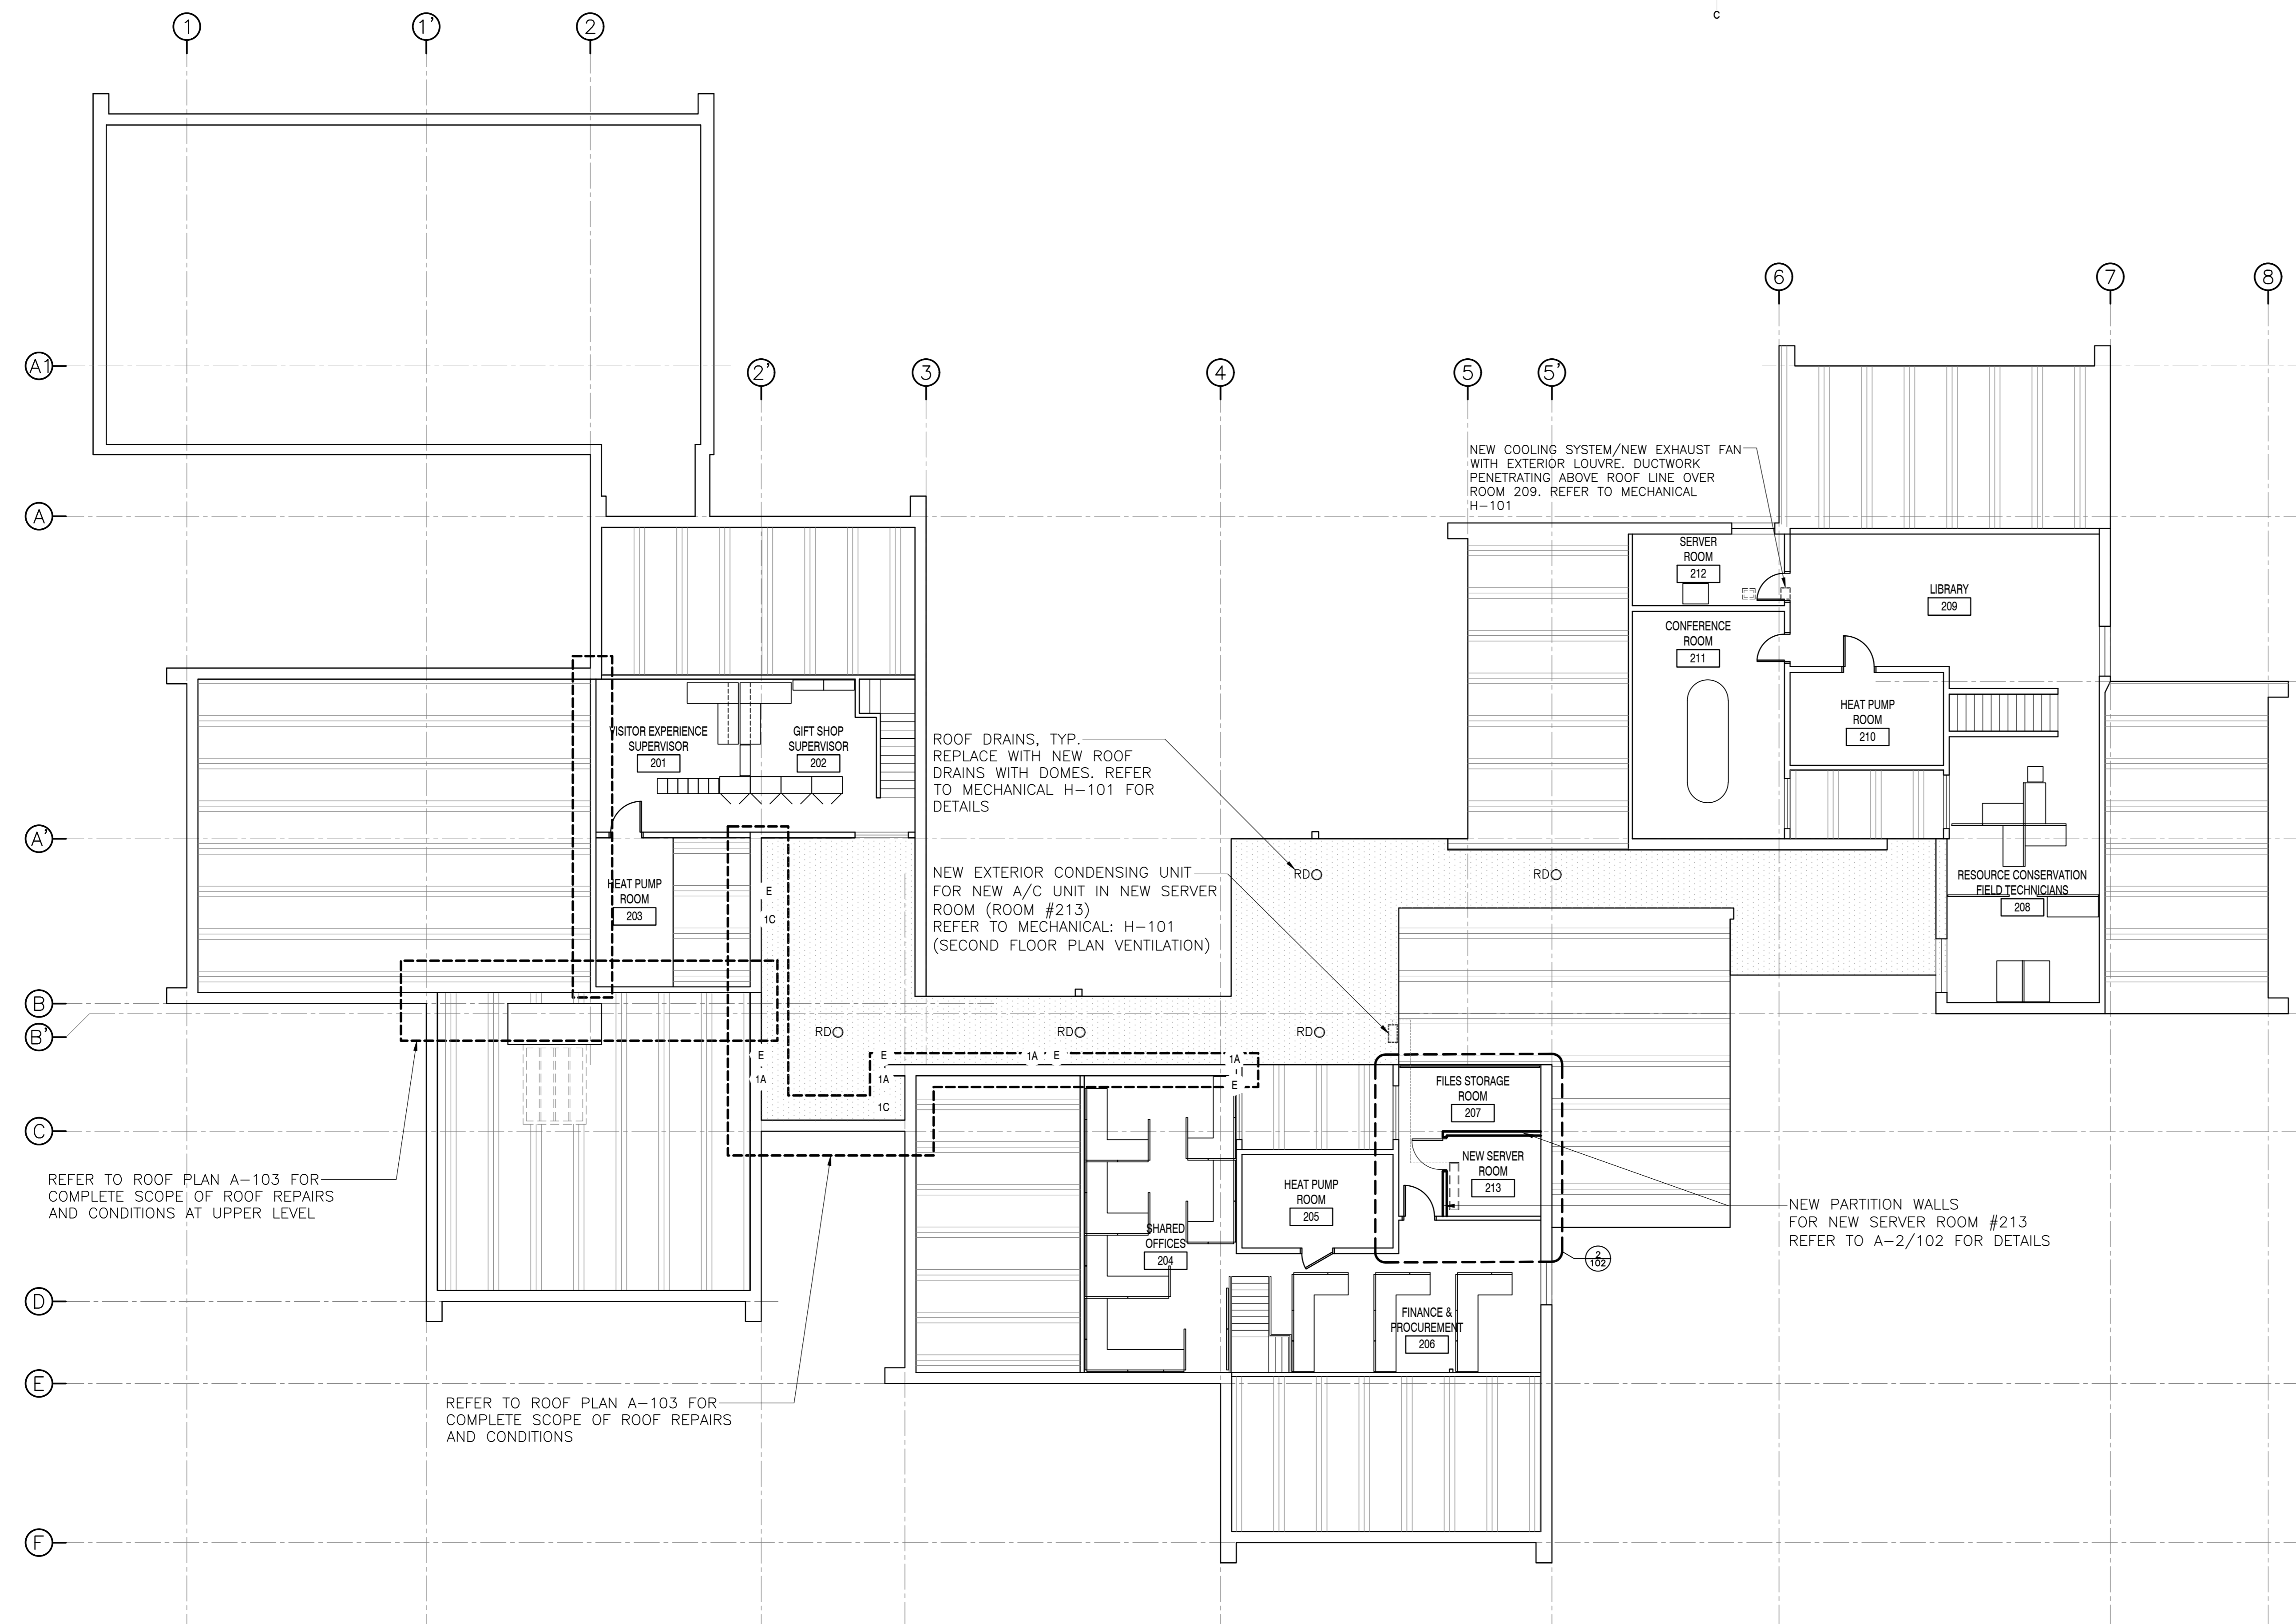 C
1
1'
2
6
7
8
A1
2'
3
4
5
5'
NEW COOLING SYSTEM/NEW EXHAUST FAN
WITH EXTERIOR LOUVRE. DUCTWORK
PENETRATING ABOVE ROOF LINE OVER
ROOM 209. REFER TO MECHANICAL
H-101
A
SERVER
ROOM
212
LIBRARY
209
CONFERENCE
ROOM
211
HEAT PUMP
ROOM
210
VISITOR EXPERIENCE
SUPERVISOR
201
GIFT SHOP
SUPERVISOR
202
ROOF DRAINS, TYP.
REPLACE WITH NEW ROOF
DRAINS WITH DOMES. REFER
TO MECHANICAL H-101 FOR
DETAILS
A'
HEAT PUMP
ROOM
203
E
1C
NEW EXTERIOR CONDENSING UNIT
FOR NEW A/C UNIT IN NEW SERVER
ROOM (ROOM #213)
REFER TO MECHANICAL: H-101
(SECOND FLOOR PLAN VENTILATION)
RD
RD
RESOURCE CONSERVATION
FIELD TECHNICIANS
208
B
B'
RD
RD
RD
E
1A
E
1A
1C
1A
E
1A
E
FILES STORAGE
ROOM
207
C
NEW SERVER
ROOM
213
HEAT PUMP
ROOM
205
REFER TO ROOF PLAN A-103 FOR
COMPLETE SCOPE OF ROOF REPAIRS
AND CONDITIONS AT UPPER LEVEL
NEW PARTITION WALLS
FOR NEW SERVER ROOM #213
REFER TO A-2/102 FOR DETAILS
SHARED
OFFICES
204
2
102
D
FINANCE &
PROCUREMENT
206
E
REFER TO ROOF PLAN A-103 FOR
COMPLETE SCOPE OF ROOF REPAIRS
AND CONDITIONS
F